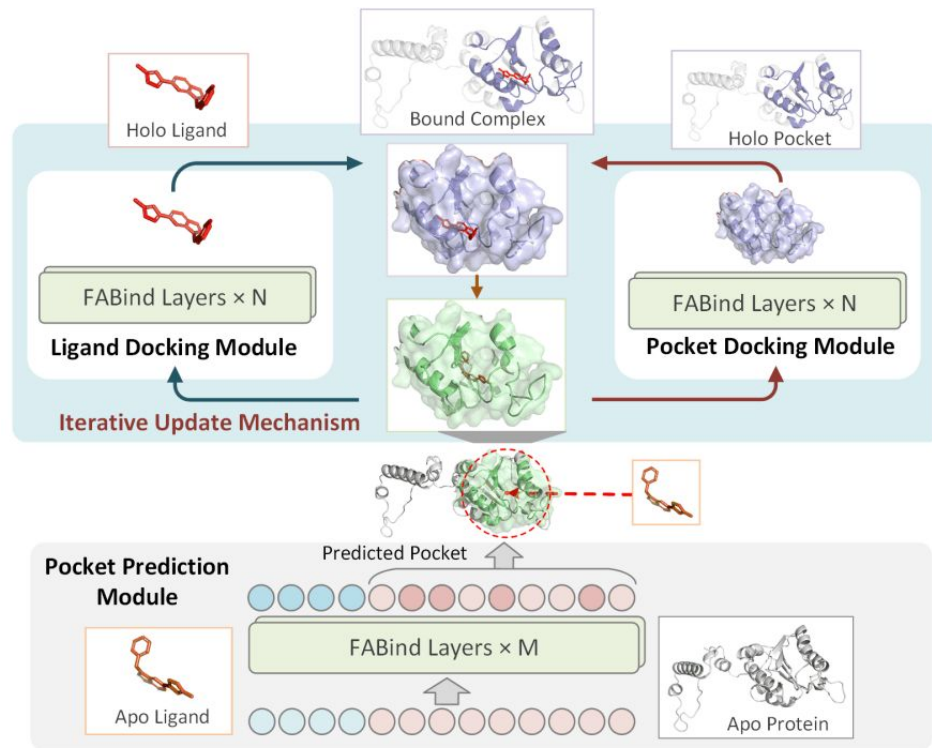 Holo Ligand
Bound Complex
Holo Pocket
FABind Layers × N
Ligand Docking Module
FABind Layers × N
Pocket Docking Module
Iterative Update Mechanism
Predicted Pocket
Pocket Prediction
Module
FABind Layers × M
Apo Ligand
Apo Protein